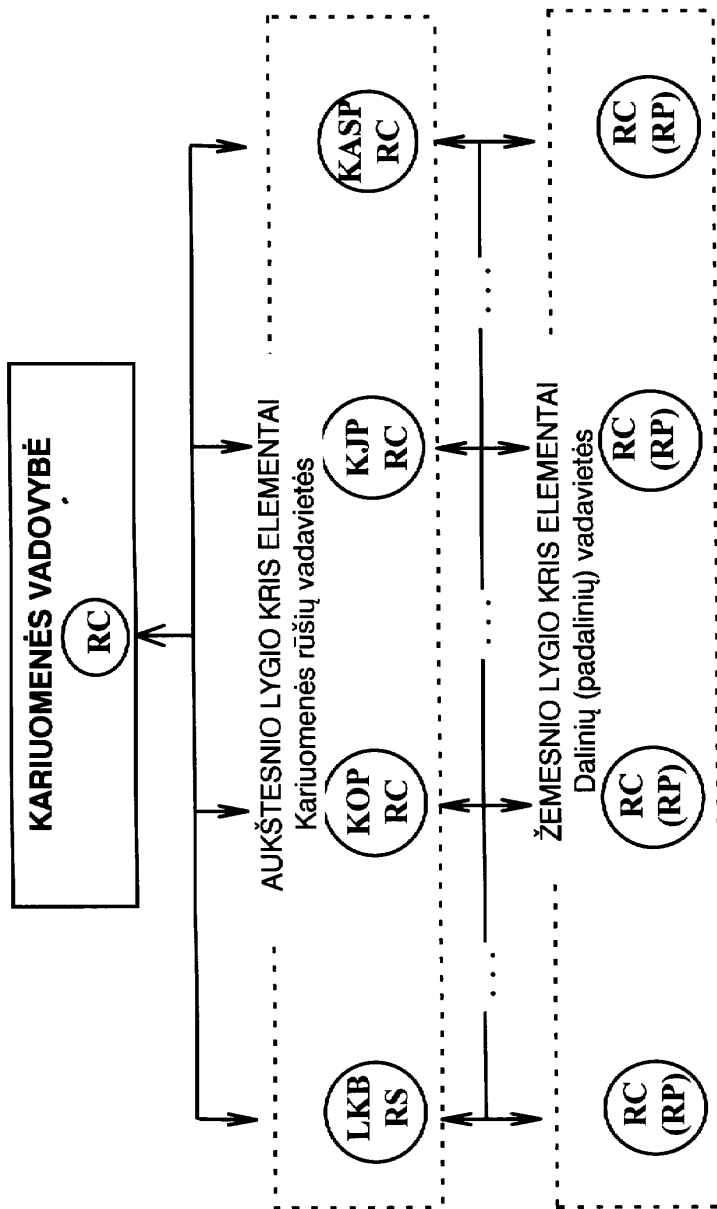 KARIUOMENĖS VADOVYBĖ
RC
AUKŠTESNIO LYGIO KRIS ELEMENTAI
Kariuomenės rūšių vadavietės
LKB
RS
KOP
RC
KJP
RC
KASP
RC
...
...
...
ŽEMESNIO LYGIO KRIS ELEMENTAI
Dalinių (padalinių) vadavietės
RC
(RP)
RC
(RP)
RC
(RP)
RC
(RP)